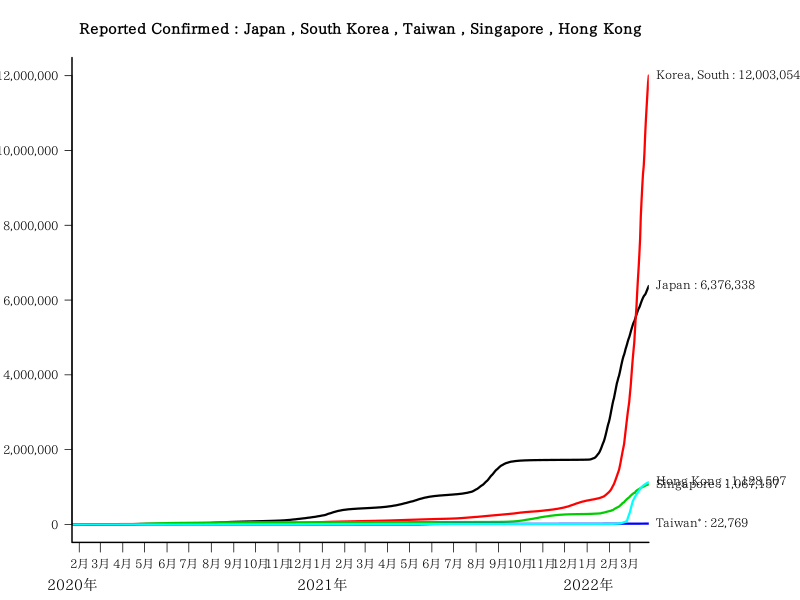 Reported Confirmed : Japan , South Korea , Taiwan , Singapore , Hong Kong
12,000,000
Korea, South : 12,003,054
10,000,000
8,000,000
6,000,000
Japan : 6,376,338
4,000,000
2,000,000
Hong Kong :
Singapore :
0
Taiwan* : 22,769
2月 3月 4月 5月 6月 7月 8月 9月 10月 11月 12月 1月 2月 3月 4月 5月 6月 7月 8月 9月 10月 11月 12月 1月 2月 3月
2020年 2021年 2022年